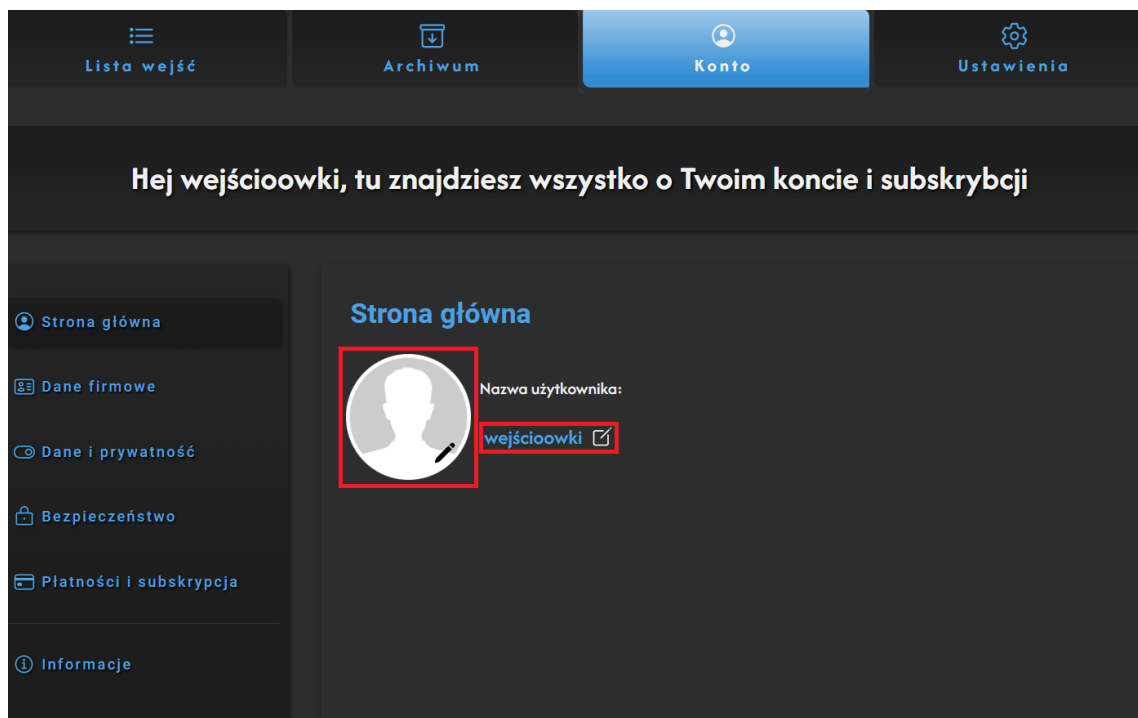 Lista wejść
Archiwum
Konto
Ustawienia
Hej wejścioowki, tu znajdziesz wszystko o Twoim koncie i subskrybcji
Strona główna
Dane firmowe
Dane i prywatność
Bezpieczeństwo
Płatności i subskrypcja
Informacje
Strona główna
Nazwa użytkownika:
wejścioowki